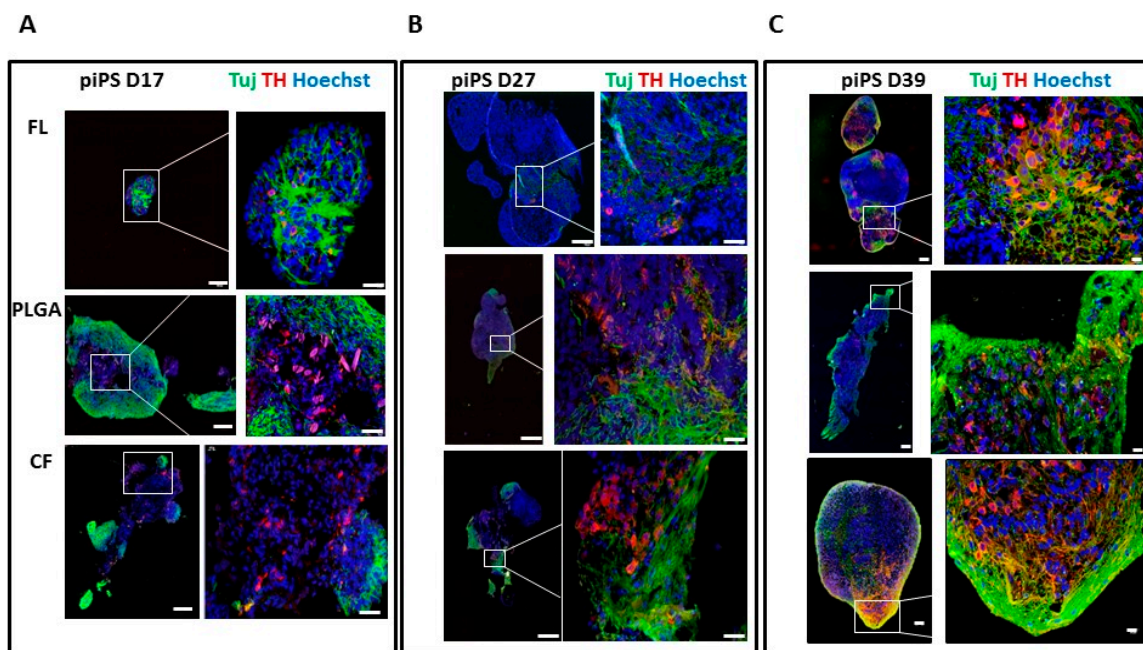 A
B
C
piPS D17
Tuj TH Hoechst
piPS D27
Tuj TH Hoechst
piPS D39
Tuj TH Hoechst
FL
PLGA
CF